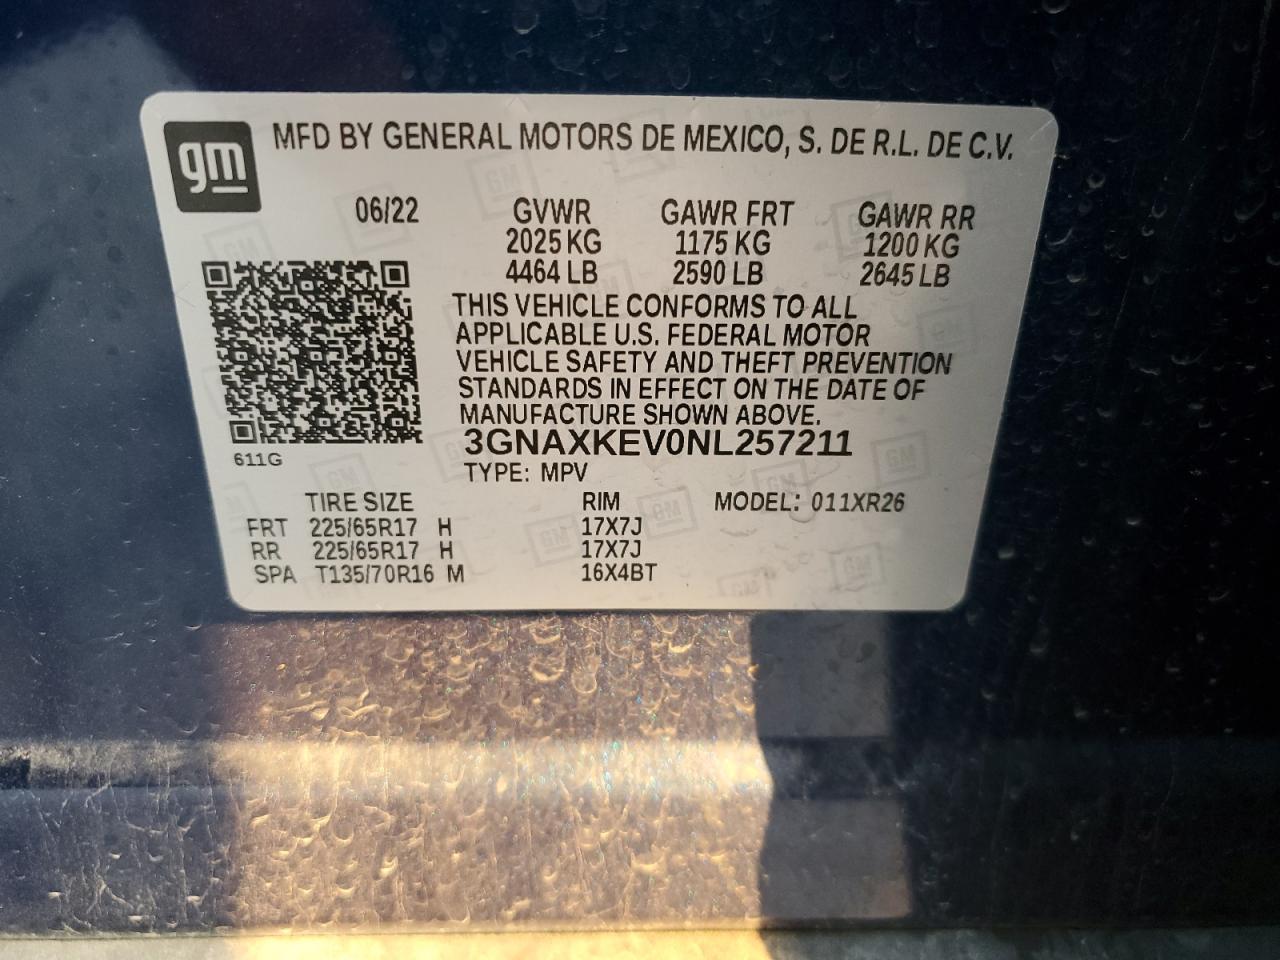 gm
MFD BY GENERAL MOTORS DE MEXICO, S. DE R.L. DE C.V.
06/22 GVWR GAWR FRT GAWR RR
2025 KG 1175 KG 1200 KG
4464 LB 2590 LB 2645 LB
THIS VEHICLE CONFORMS TO ALL
APPLICABLE U.S. FEDERAL MOTOR
VEHICLE SAFETY AND THEFT PREVENTION
STANDARDS IN EFFECT ON THE DATE OF
MANUFACTURE SHOWN ABOVE.
3GNAXKEV0NL257211
611G
TYPE: MPV
TIRE SIZE RIM MODEL: 011XR26
FRT 225/65R17 H 17X7J
RR 225/65R17 H 17X7J
SPA T135/70R16 M 16X4BT